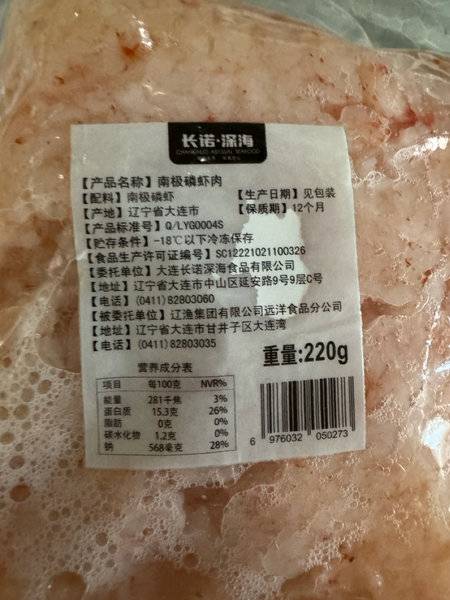 长诺·深海
【产品名称】南极磷虾肉
【配料】南极磷虾 【生产日期】见包装
【产地】辽宁省大连市 【保质期】12个月
【产品标准号】Q/LYG0004S
【贮存条件】-18℃以下冷冻保存
【食品生产许可证编号】SC12221021100326
【委托单位】大连长诺深海食品有限公司
【地址】辽宁省大连市中山区延安路9号9层C号
【电话】(0411)82803060
【被委托单位】辽渔集团有限公司远洋食品分公司
【地址】辽宁省大连市甘井子区大连湾
【电话】(0411)82803035
重量:220g
营养成分表
项目 每100克 NVR%
能量 281千焦 3%
蛋白质 15.3克 26%
脂肪 0克 0%
碳水化物 1.2克 0%
钠 568毫克 28%
6 976032 050273